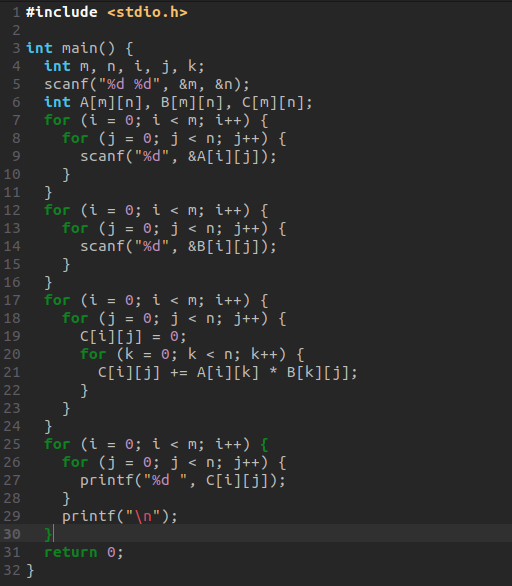 1 #include <stdio.h>
2
3 int main() {
4   int m, n, i, j, k;
5   scanf("%d %d", &m, &n);
6   int A[m][n], B[m][n], C[m][n];
7   for (i = 0; i < m; i++) {
8     for (j = 0; j < n; j++) {
9       scanf("%d", &A[i][j]);
10     }
11   }
12   for (i = 0; i < m; i++) {
13     for (j = 0; j < n; j++) {
14       scanf("%d", &B[i][j]);
15     }
16   }
17   for (i = 0; i < m; i++) {
18     for (j = 0; j < n; j++) {
19       C[i][j] = 0;
20       for (k = 0; k < n; k++) {
21         C[i][j] += A[i][k] * B[k][j];
22       }
23     }
24   }
25   for (i = 0; i < m; i++) {
26     for (j = 0; j < n; j++) {
27       printf("%d ", C[i][j]);
28     }
29     printf("\n");
30   }
31   return 0;
32 }